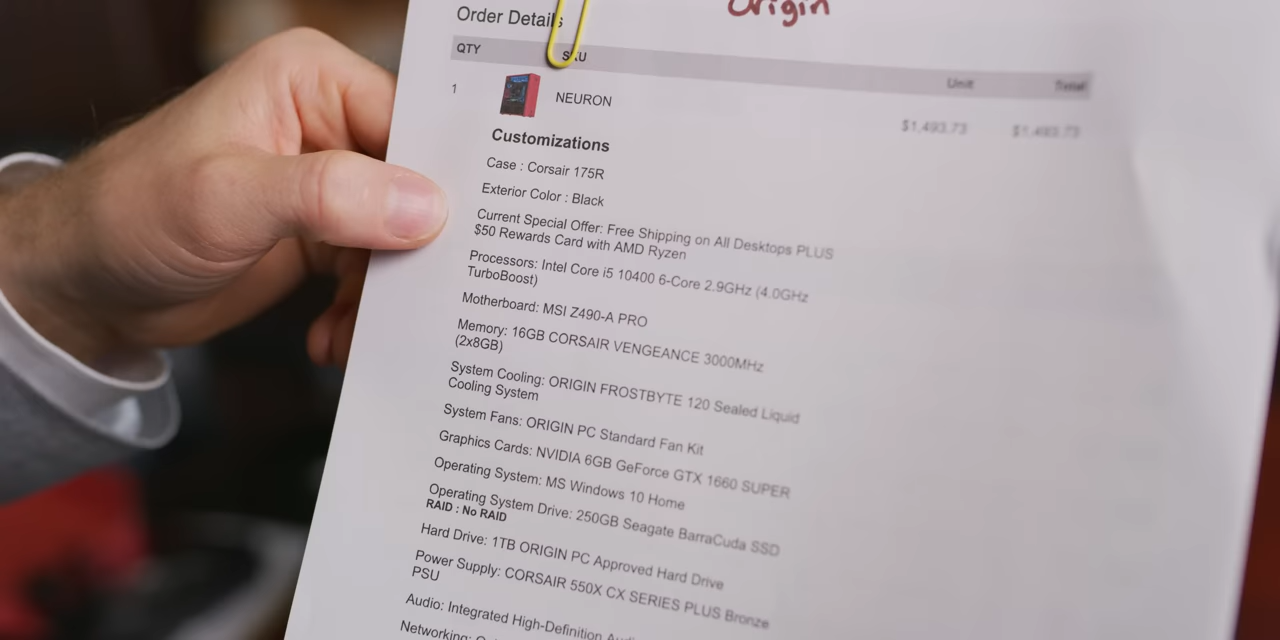 Origin
Order Details
QTY SKU Unit Total
1 NEURON $1,493.73 $1,493.73
Customizations
Case : Corsair 175R
Exterior Color : Black
Current Special Offer: Free Shipping on All Desktops PLUS
$50 Rewards Card with AMD Ryzen
Processors: Intel Core i5 10400 6-Core 2.9GHz (4.0GHz
TurboBoost)
Motherboard: MSI Z490-A PRO
Memory: 16GB CORSAIR VENGEANCE 3000MHz
(2x8GB)
System Cooling: ORIGIN FROSTBYTE 120 Sealed Liquid
Cooling System
System Fans: ORIGIN PC Standard Fan Kit
Graphics Cards: NVIDIA 6GB GeForce GTX 1660 SUPER
Operating System: MS Windows 10 Home
Operating System Drive: 250GB Seagate BarraCuda SSD
RAID : No RAID
Hard Drive: 1TB ORIGIN PC Approved Hard Drive
Power Supply: CORSAIR 550X CX SERIES PLUS Bronze
PSU
Audio: Integrated High-Definition
Networking: